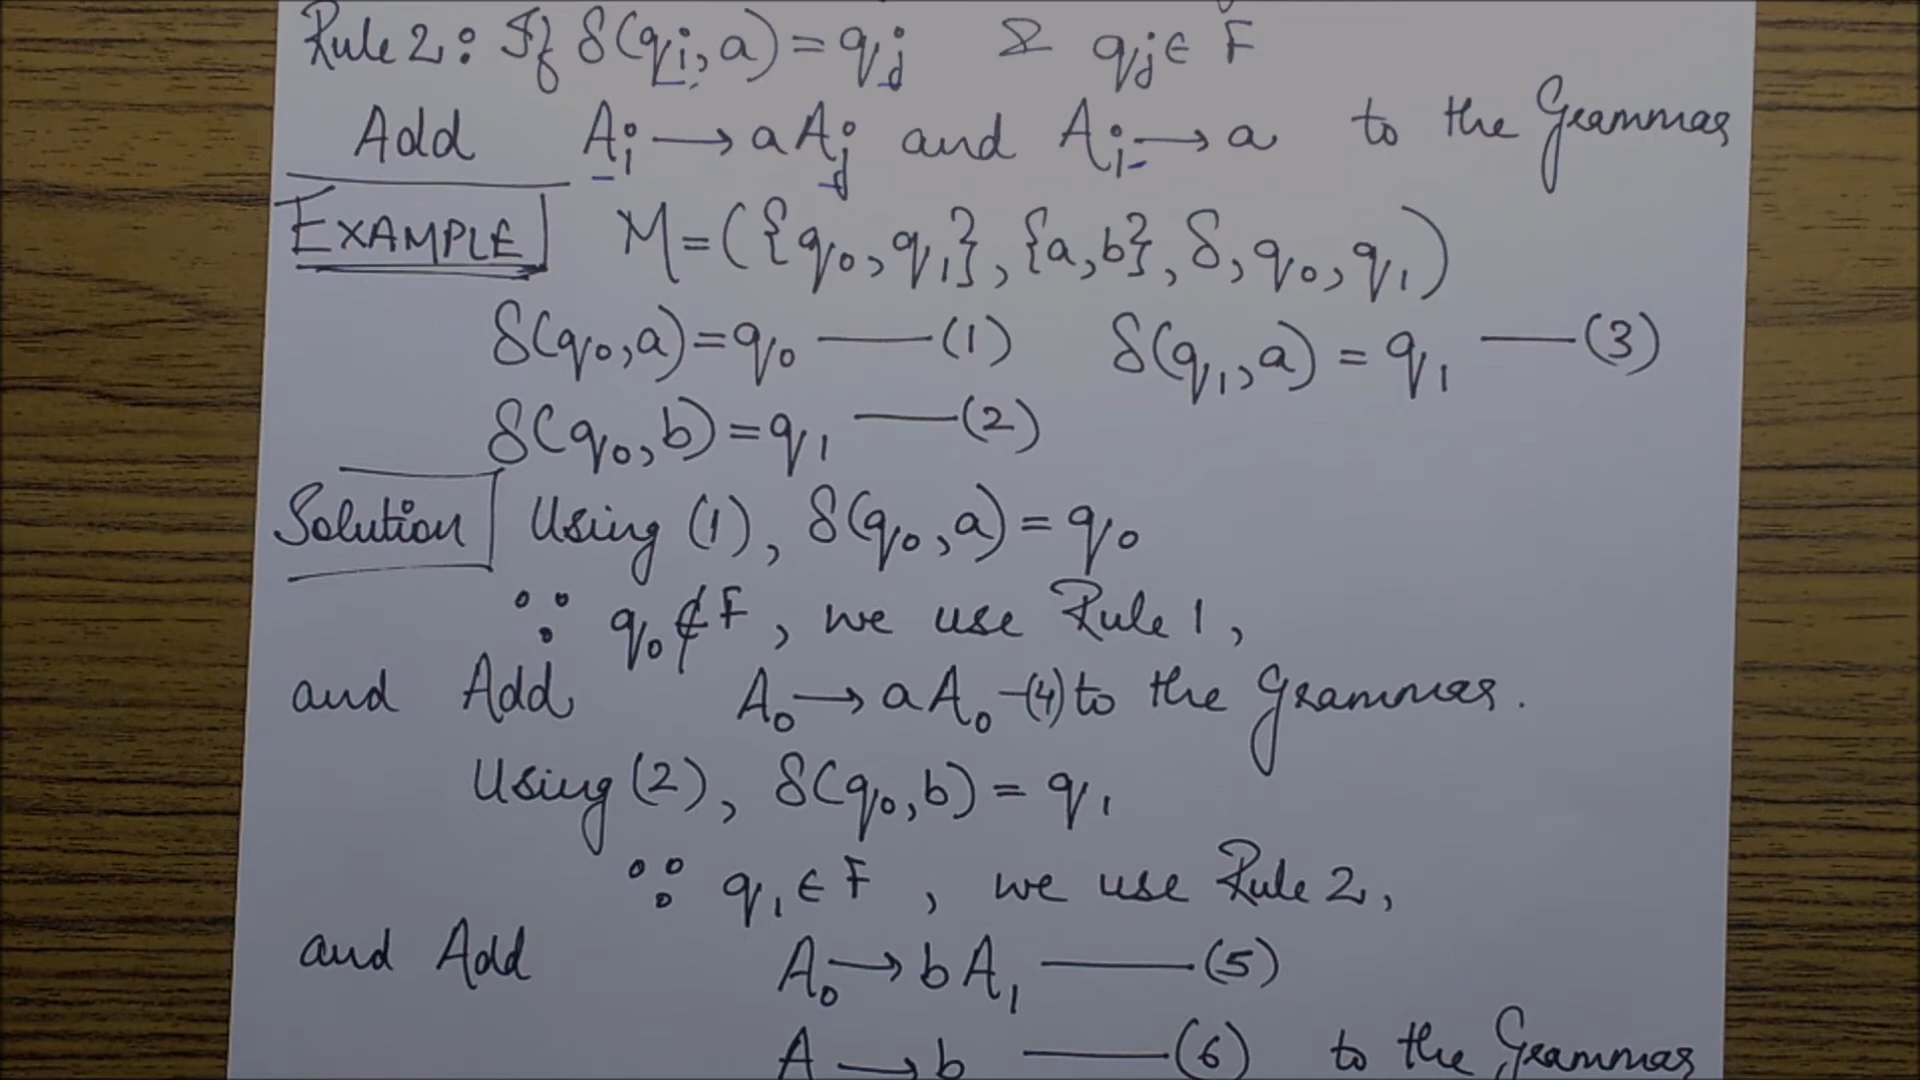 Rule 2: If δ(qi, a) = qj & qj ∈ F
Add Ai → aAj and Ai → a to the Grammar
EXAMPLE M = ({q0, q1}, {a, b}, δ, q0, q1)
δ(q0, a) = q0 —— (1) δ(q1, a) = q1 —— (3)
δ(q0, b) = q1 —— (2)
Solution Using (1), δ(q0, a) = q0
∵ q0 ∉ F, we use Rule 1,
and Add A0 → aA0 –(4) to the Grammar.
Using (2), δ(q0, b) = q1
∵ q1 ∈ F, we use Rule 2,
and Add A0 → bA1 —— (5)
A → b —— (6) to the Grammar